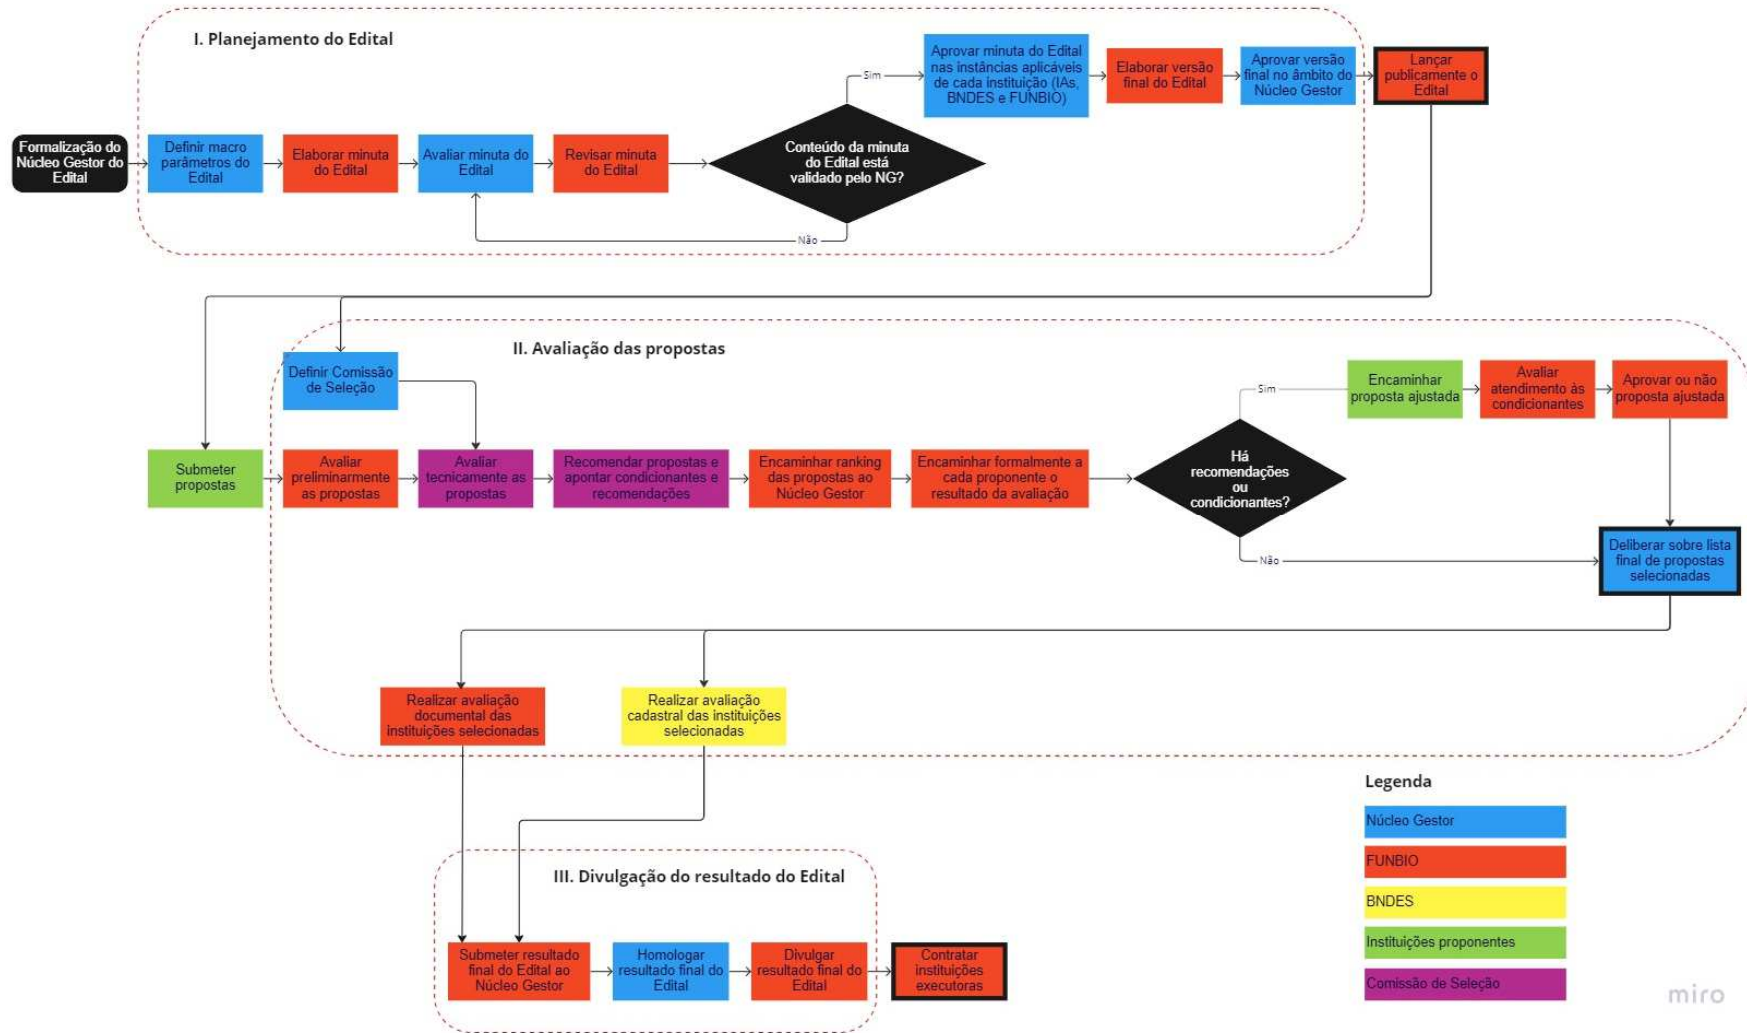 I. Planejamento do Edital
Formalização do
Núcleo Gestor do
Edital
Definir macro
parâmetros do
Edital
Elaborar minuta
do Edital
Avaliar minuta do
Edital
Revisar minuta
do Edital
Conteúdo da minuta
do Edital está
validado pelo NG?
Sim
Não
Aprovar minuta do Edital
nas instâncias aplicáveis
de cada instituição (IAs,
BNDES e FUNBIO)
Elaborar versão
final do Edital
Aprovar versão
final no âmbito do
Núcleo Gestor
Lançar
publicamente o
Edital
II. Avaliação das propostas
Definir Comissão
de Seleção
Submeter
propostas
Avaliar
preliminarmente
as propostas
Avaliar
tecnicamente as
propostas
Recomendar propostas e
apontar condicionantes e
recomendações
Encaminhar ranking
das propostas ao
Núcleo Gestor
Encaminhar formalmente a
cada proponente o
resultado da avaliação
Há
recomendações
ou
condicionantes?
Sim
Não
Encaminhar
proposta ajustada
Avaliar
atendimento às
condicionantes
Aprovar ou não
proposta ajustada
Deliberar sobre lista
final de propostas
selecionadas
Realizar avaliação
documental das
instituições selecionadas
Realizar avaliação
cadastral das instituições
selecionadas
III. Divulgação do resultado do Edital
Submeter resultado
final do Edital ao
Núcleo Gestor
Homologar
resultado final do
Edital
Divulgar
resultado final do
Edital
Contratar
instituições
executoras
Legenda
Núcleo Gestor
FUNBIO
BNDES
Instituições proponentes
Comissão de Seleção
miro